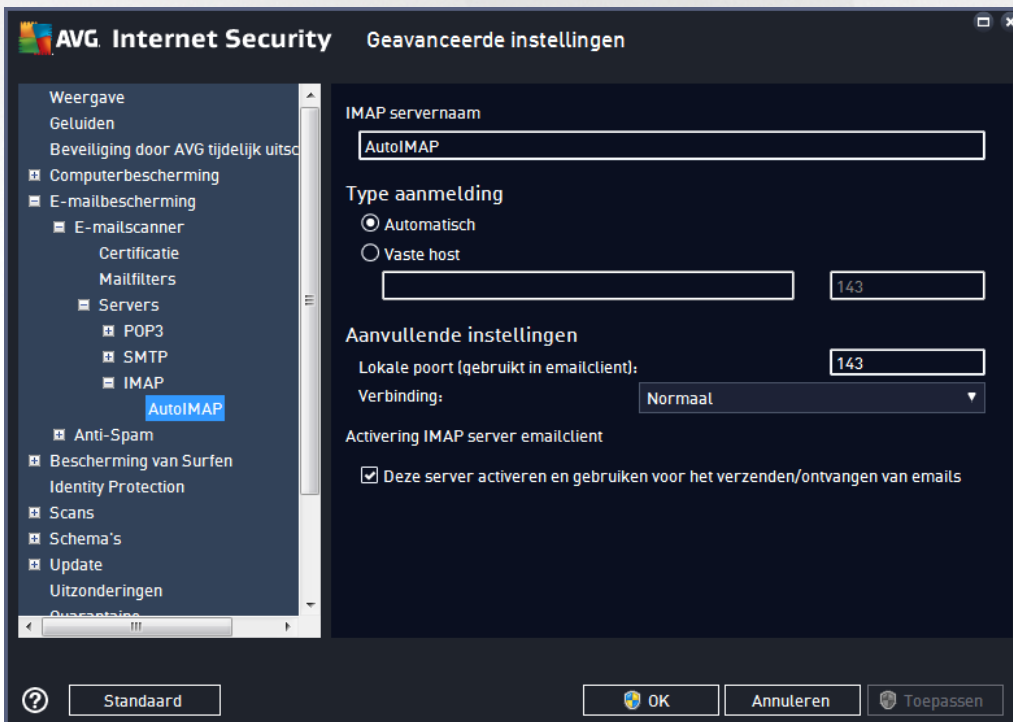 AVG Internet Security Geavanceerde instellingen
Weergave
Geluiden
Beveiliging door AVG tijdelijk uitsc
Computerbescherming
E-mailbescherming
E-mailscanner
Certificatie
Mailfilters
Servers
POP3
SMTP
IMAP
AutoIMAP
Anti-Spam
Bescherming van Surfen
Identity Protection
Scans
Schema's
Update
Uitzonderingen
Quarantaine
IMAP servernaam
AutoIMAP
Type aanmelding
Automatisch
Vaste host
143
Aanvullende instellingen
Lokale poort (gebruikt in emailclient): 143
Verbinding: Normaal
Activering IMAP server emailclient
Deze server activeren en gebruiken voor het verzenden/ontvangen van emails
? Standaard OK Annuleren Toepassen